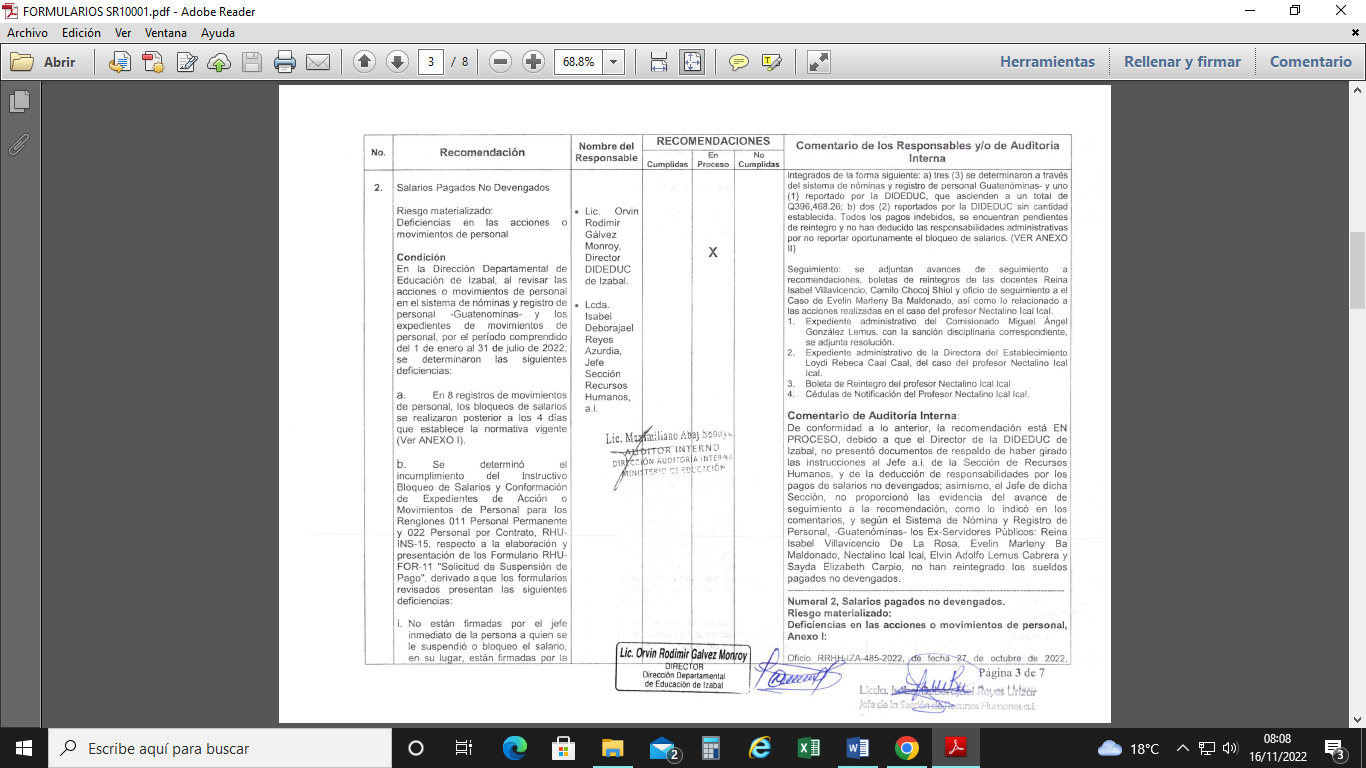 FORMULARIOS SR10001.pdf - Adobe Reader
Archivo Edición Ver Ventana Ayuda
Abrir
3 / 8
68.8%
Herramientas Rellenar y firmar Comentario
No.
Recomendación
Nombre del
Responsable
RECOMENDACIONES
Cumplidas
En
Proceso
No
Cumplidas
Comentario de los Responsables y/o de Auditoria
Interna
2.
Salarios Pagados No Devengados
Riesgo materializado:
Deficiencias en las acciones o
movimientos de personal
Condición
En la Dirección Departamental de
Educación de Izabal, al revisar las
acciones o movimientos de personal
en el sistema de nóminas y registro de
personal -Guatenominas- y los
expedientes de movimientos de
personal, por el período comprendido
del 1 de enero al 31 de julio de 2022;
se determinaron las siguientes
deficiencias:
a. En 8 registros de movimientos
de personal, los bloqueos de salarios
se realizaron posterior a los 4 días
que establece la normativa vigente
(Ver ANEXO I).
b. Se determinó el
incumplimiento del Instructivo
Bloqueo de Salarios y Conformación
de Expedientes de Acción o
Movimientos de Personal para los
Renglones 011 Personal Permanente
y 022 Personal por Contrato, RHU-
INS-15, respecto a la elaboración y
presentación de los Formulario RHU-
FOR-11 "Solicitud de Suspensión de
Pago", derivado a que los formularios
revisados presentan las siguientes
deficiencias:
i. No están firmadas por el jefe
inmediato de la persona a quien se
le suspendió o bloqueo el salario,
en su lugar, están firmadas por la
• Lic. Orvin
Rodimir
Gálvez
Monroy,
Director
DIDEDUC
de Izabal.
• Lcda.
Isabel
Deborajael
Reyes
Azurdia,
Jefe
Sección
Recursos
Humanos,
a.i.
X
Integrados de la forma siguiente: a) tres (3) se determinaron a través
del sistema de nóminas y registro de personal Guatenóminas- y uno
(1) reportado por la DIDEDUC, que ascienden a un total de
Q396,468.26; b) dos (2) reportados por la DIDEDUC sin cantidad
establecida. Todos los pagos indebidos, se encuentran pendientes
de reintegro y no han deducido las responsabilidades administrativas
por no reportar oportunamente el bloqueo de salarios. (VER ANEXO
II)
Seguimiento: se adjuntan avances de seguimiento a
recomendaciones, boletas de reintegros de las docentes Reina
Isabel Villavicencio, Camilo Chocoj Shiol y oficio de seguimiento a el
Caso de Evelin Marleny Ba Maldonado, así como lo relacionado a
las acciones realizadas en el caso del profesor Nectalino Ical Ical.
1. Expediente administrativo del Comisionado Miguel Ángel
González Lemus, con la sanción disciplinaria correspondiente,
se adjunta resolución.
2. Expediente administrativo de la Directora del Establecimiento
Loydi Rebeca Caal Caal, del caso del profesor Nectalino Ical
Ical.
3. Boleta de Reintegro del profesor Nectalino Ical Ical
4. Cédulas de Notificación del Profesor Nectalino Ical Ical.
Comentario de Auditoría Interna:
De conformidad a lo anterior, la recomendación está EN
PROCESO, debido a que el Director de la DIDEDUC de
Izabal, no presentó documentos de respaldo de haber girado
las instrucciones al Jefe a.i. de la Sección de Recursos
Humanos, y de la deducción de responsabilidades por los
pagos de salarios no devengados; asimismo, el Jefe de dicha
Sección, no proporcionó las evidencia del avance de
seguimiento a la recomendación, como lo indicó en los
comentarios, y según el Sistema de Nómina y Registro de
Personal, -Guatenóminas- los Ex-Servidores Públicos: Reina
Isabel Villavicencio De La Rosa, Evelin Marleny Ba
Maldonado, Nectalino Ical Ical, Elvin Adolfo Lemus Cabrera y
Sayda Elizabeth Carpio, no han reintegrado los sueldos
pagados no devengados.
Numeral 2, Salarios pagados no devengados.
Riesgo materializado:
Deficiencias en las acciones o movimientos de personal,
Anexo I:
Oficio RRHH-IZA-485-2022, de fecha 27 de octubre de 2022,
Lic. Maximiliano Abaj
AUDITOR INTERNO
DIRECCIÓN AUDITORÍA INTERNA
MINISTERIO DE EDUCACIÓN
Lic. Orvin Rodimir Galvez Monroy
DIRECTOR
Dirección Departamental
de Educación de Izabal
Página 3 de 7
Reyes
Jefa de la Sección de Recursos Humanos a.i.
Escribe aquí para buscar
2
18°C
08:08
16/11/2022
3